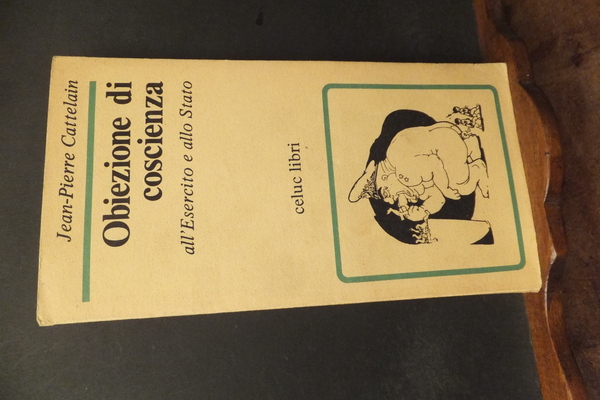 Jean-Pierre Cattelain
Obiezione di
coscienza
all'Esercito e allo Stato
celuc libri